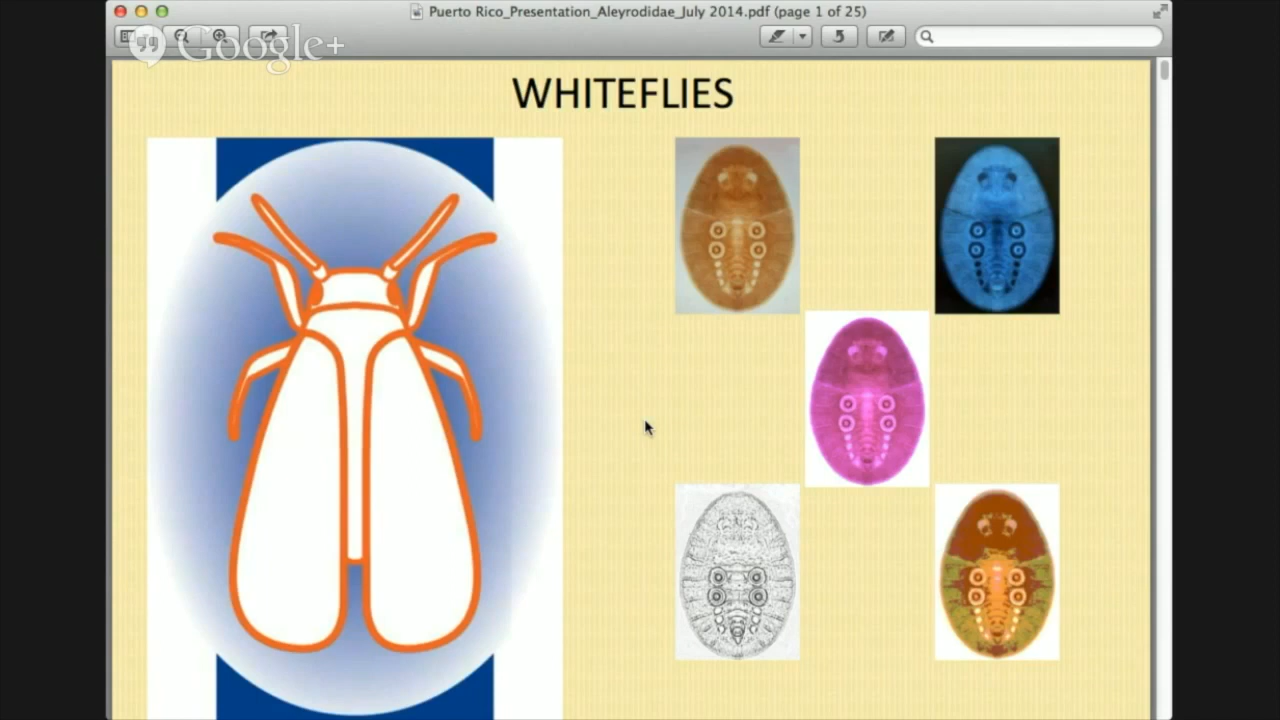 Puerto Rico_Presentation_Aleyrodidae_July 2014.pdf (page 1 of 25)
Google+
WHITEFLIES